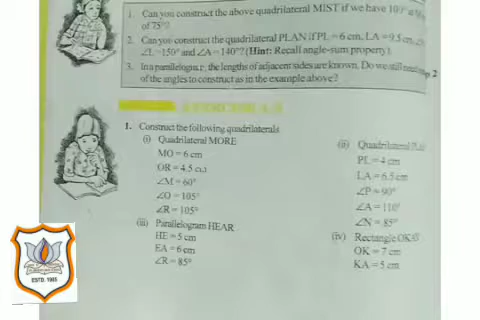 1. Can you construct the above quadrilateral MIST if we have 100° at M
of 75°?
2. Can you construct the quadrilateral PLAN if PL = 6 cm, LA = 9.5 cm,
∠L = 150° and ∠A = 140°? (Hint: Recall angle-sum property).
3. In a parallelogram, the lengths of adjacent sides are known. Do we still need
of the angles to construct as in the example above?
1. Construct the following quadrilaterals
(i) Quadrilateral MORE
MO = 6 cm
OR = 4.5 cm
∠M = 60°
∠O = 105°
∠R = 105°
(ii) Quadrilateral
PL = 4 cm
LA = 6.5 cm
∠P = 90°
∠A = 110°
∠N = 85°
(iii) Parallelogram HEAR
HE = 5 cm
EA = 6 cm
∠R = 85°
(iv) Rectangle OKAY
OK = 7 cm
KA = 5 cm
ESTD. 1985